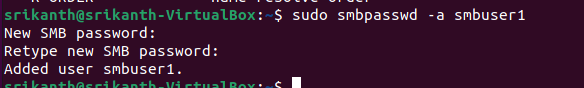 srikanth@srikanth-VirtualBox:~$ sudo smbpasswd -a smbuser1
New SMB password:
Retype new SMB password:
Added user smbuser1.
srikanth@srikanth-VirtualBox:~$